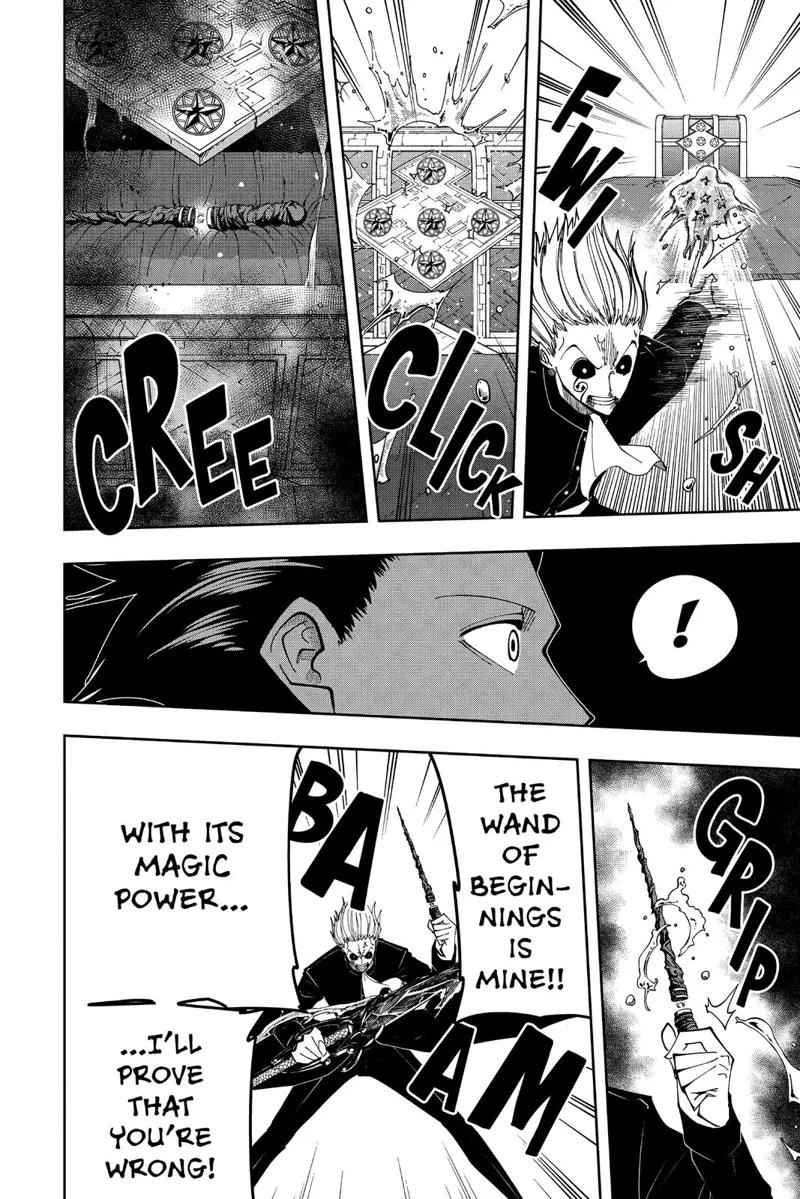 FWI
SH
CLICK
CREE
!
GRIP
THE
WAND
OF
BEGIN-
NINGS
IS
MINE!!
BA
AM
WITH ITS
MAGIC
POWER...
...I'LL
PROVE
THAT
YOU'RE
WRONG!